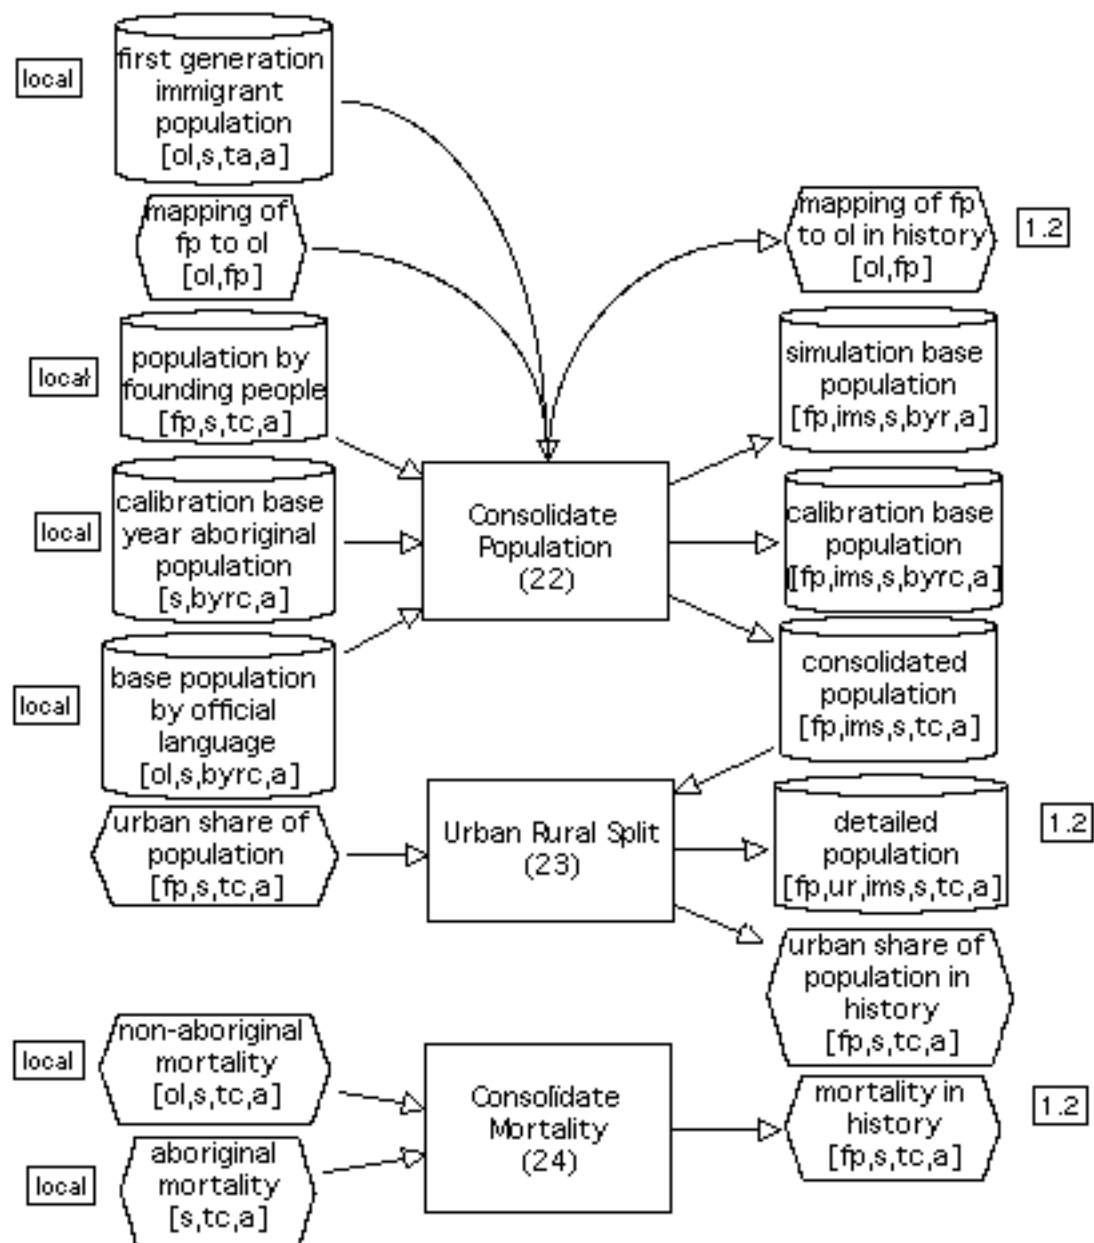 local
first generation
immigrant
population
[ol,s,ta,a]
mapping of
fp to ol
[ol,fp]
mapping of fp
to ol in history
[ol,fp]
1.2
local
population by
founding people
[fp,s,tc,a]
simulation base
population
[fp,ims,s,byr,a]
local
calibration base
year aboriginal
population
[s,byrc,a]
Consolidate
Population
(22)
calibration base
population
[fp,ims,s,byrc,a]
local
base population
by official
language
[ol,s,byrc,a]
consolidated
population
[fp,ims,s,tc,a]
urban share of
population
[fp,s,tc,a]
Urban Rural Split
(23)
detailed
population
[fp,ur,ims,s,tc,a]
1.2
urban share of
population in
history
[fp,s,tc,a]
local
non-aboriginal
mortality
[ol,s,tc,a]
Consolidate
Mortality
(24)
mortality in
history
[fp,s,tc,a]
1.2
local
aboriginal
mortality
[s,tc,a]